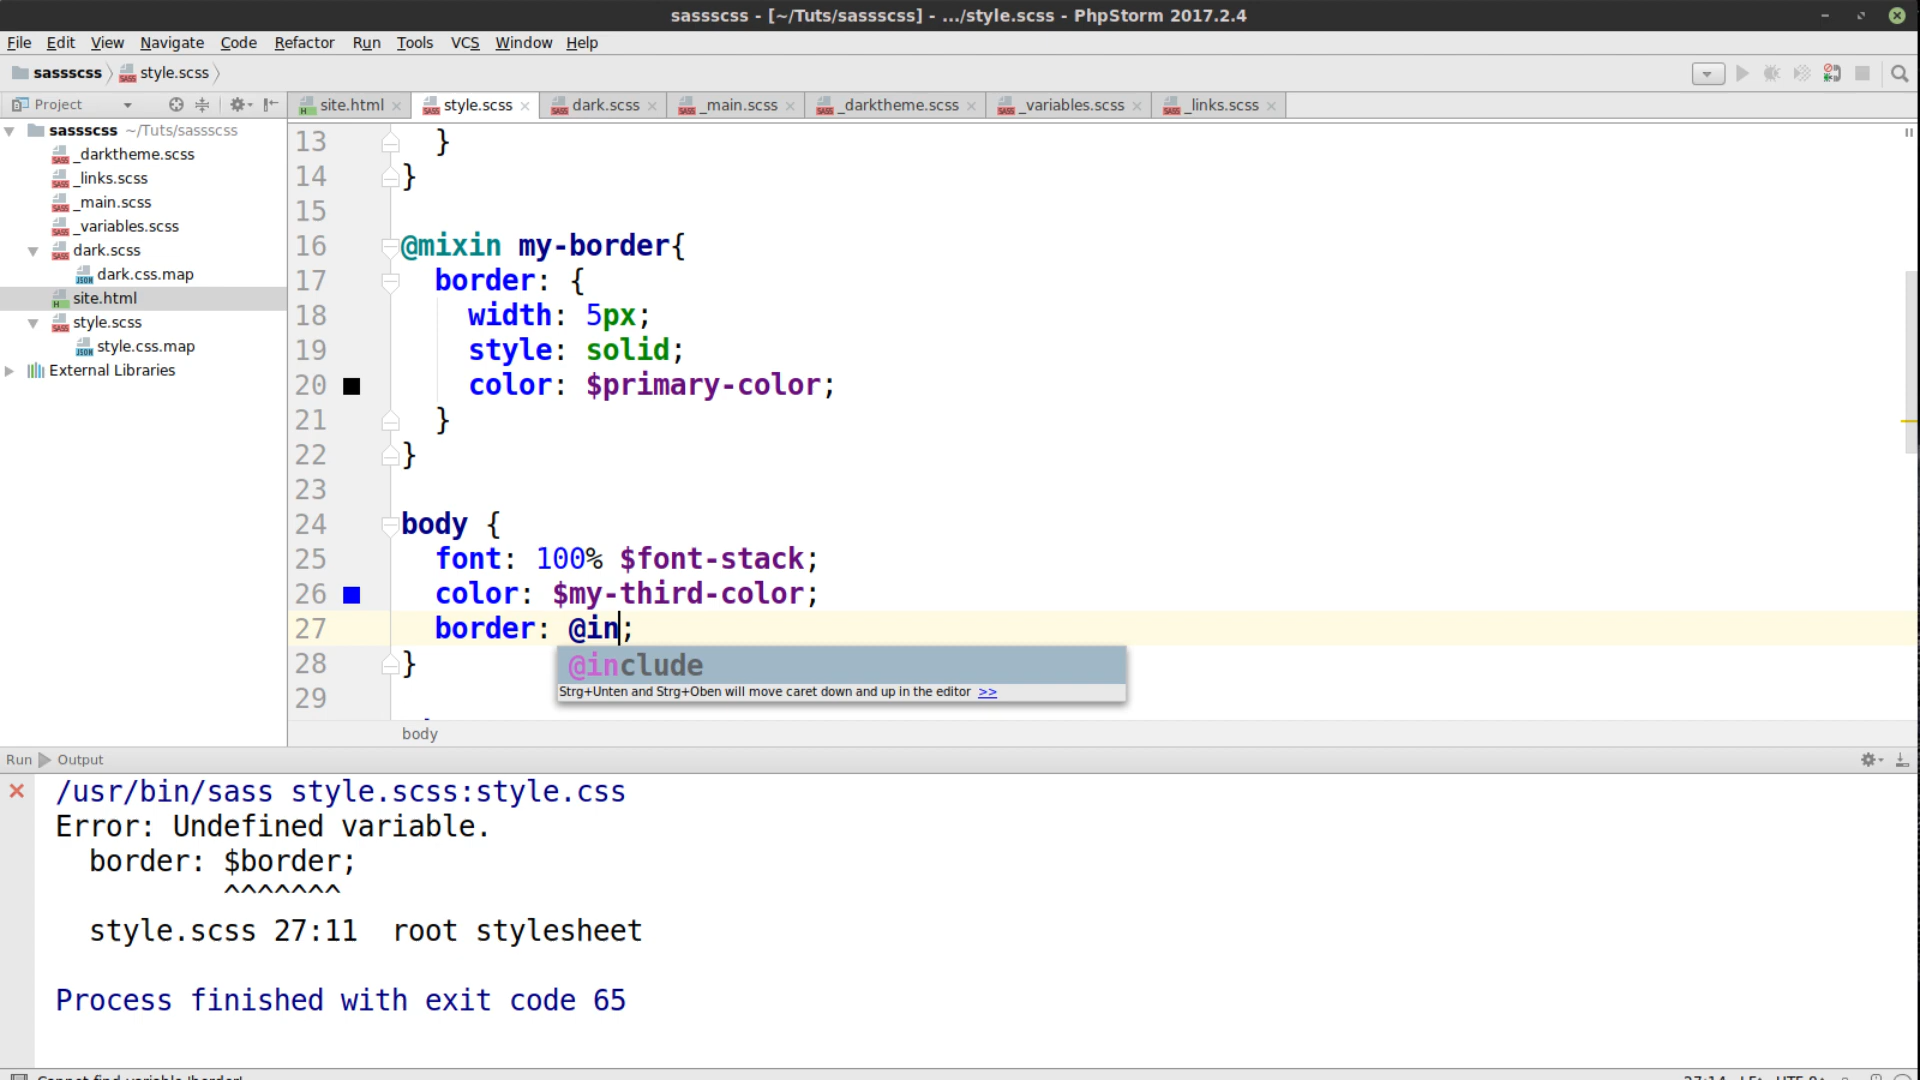 sassscss - [~/Tuts/sassscss] - .../style.scss - PhpStorm 2017.2.4
File Edit View Navigate Code Refactor Run Tools VCS Window Help
sassscss style.scss
Project
site.html style.scss dark.scss _main.scss _darktheme.scss _variables.scss _links.scss
sassscss ~/Tuts/sassscss
_darktheme.scss
_links.scss
_main.scss
_variables.scss
dark.scss
dark.css.map
site.html
style.scss
style.css.map
External Libraries
13 }
14 }
15
16 @mixin my-border{
17 border: {
18 width: 5px;
19 style: solid;
20 color: $primary-color;
21 }
22 }
23
24 body {
25 font: 100% $font-stack;
26 color: $my-third-color;
27 border: @in;
28 }
29
@include
Strg+Unten and Strg+Oben will move caret down and up in the editor >>
body
Run Output
/usr/bin/sass style.scss:style.css
Error: Undefined variable.
border: $border;
^^^^^^^
style.scss 27:11 root stylesheet
Process finished with exit code 65
Cannot find variable 'border'